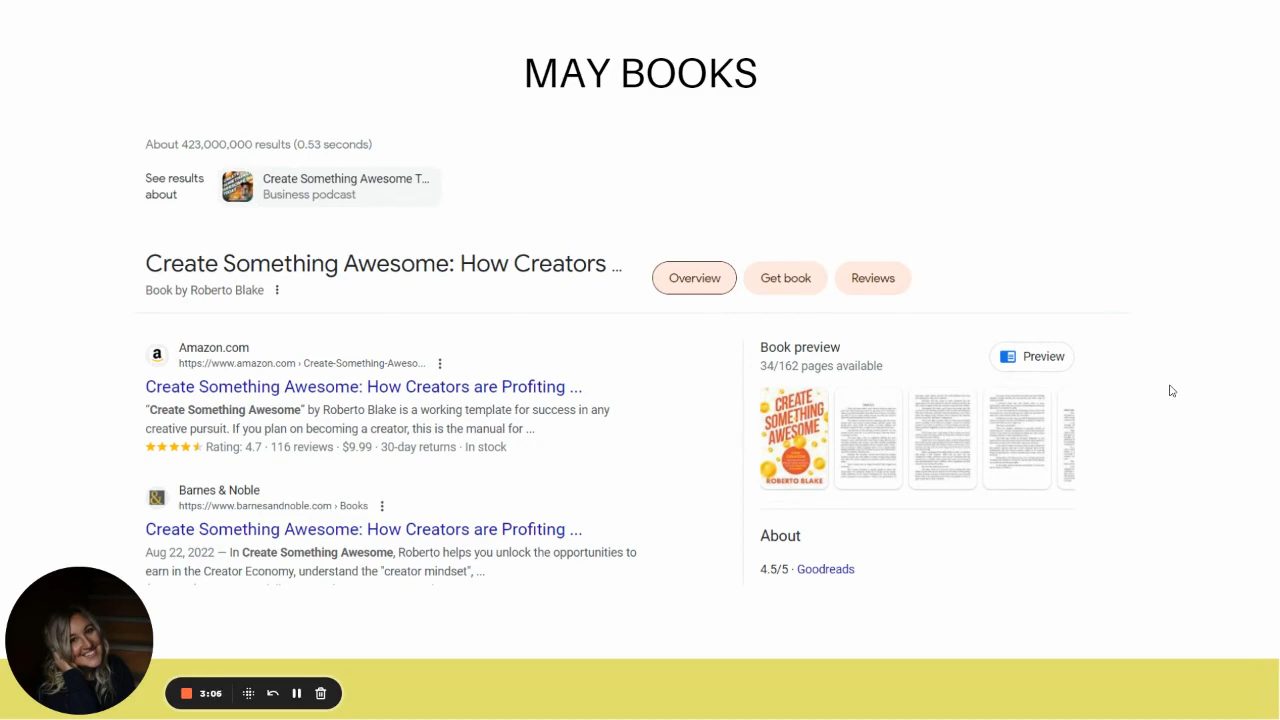 MAY BOOKS
About 423,000,000 results (0.53 seconds)
See results
about
Create Something Awesome T...
Business podcast
Create Something Awesome: How Creators ...
Book by Roberto Blake
Overview
Get book
Reviews
Amazon.com
https://www.amazon.com › Create-Something-Aweso...
Create Something Awesome: How Creators are Profiting ...
"Create Something Awesome" by Roberto Blake is a working template for success in any
creative pursuit. If you plan on becoming a creator, this is the manual for ...
Rating: 4.7 · 116 reviews · $9.99 · 30-day returns · In stock
Barnes & Noble
https://www.barnesandnoble.com › Books
Create Something Awesome: How Creators are Profiting ...
Aug 22, 2022 — In Create Something Awesome, Roberto helps you unlock the opportunities to
earn in the Creator Economy, understand the "creator mindset", ...
Book preview
34/162 pages available
Preview
CREATE
SOMETHING
AWESOME
ROBERTO BLAKE
About
4.5/5 · Goodreads
3:06